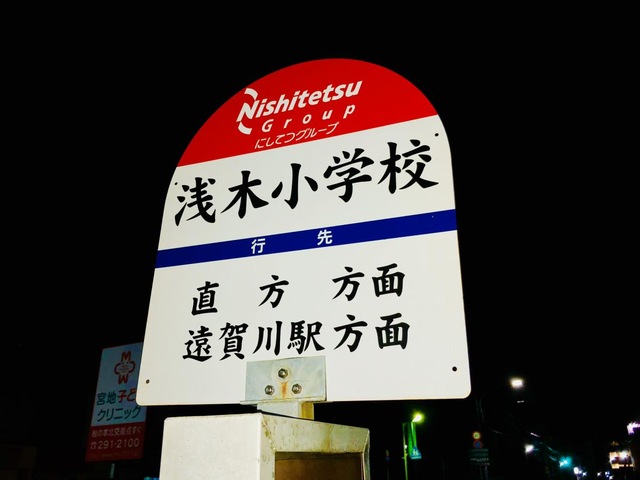 Nishitetsu
Group
にしてつグループ
浅木小学校
行先
直方 方面
遠賀川駅方面
宮地子ど
クリニック
☎291-2100